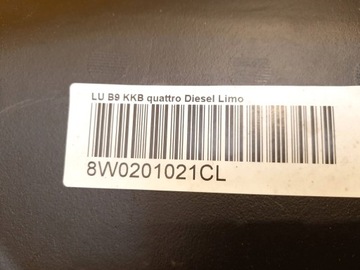 LU B9 KKB quattro Diesel Limo
8W0201021CL